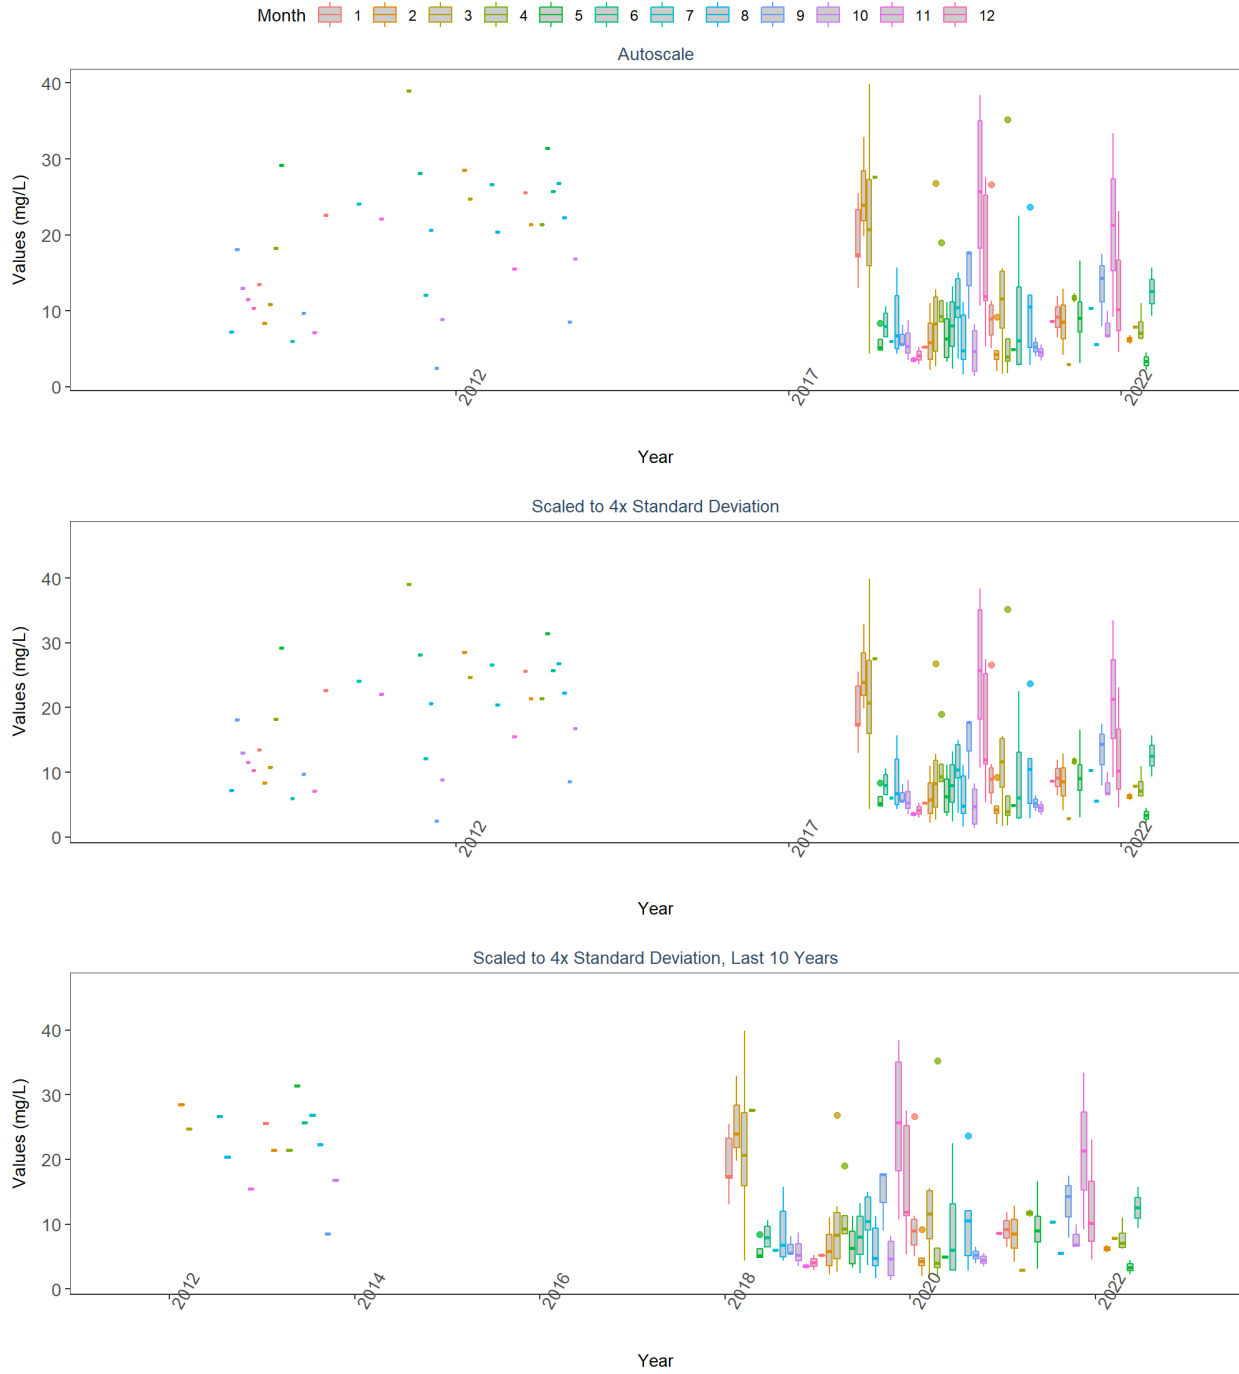 Month 1 2 3 4 5 6 7 8 9 10 11 12
Autoscale
Values (mg/L)
40
30
20
10
0
2012 2017 2022
Year
Scaled to 4x Standard Deviation
Values (mg/L)
40
30
20
10
0
2012 2017 2022
Year
Scaled to 4x Standard Deviation, Last 10 Years
Values (mg/L)
40
30
20
10
0
2012 2014 2016 2018 2020 2022
Year